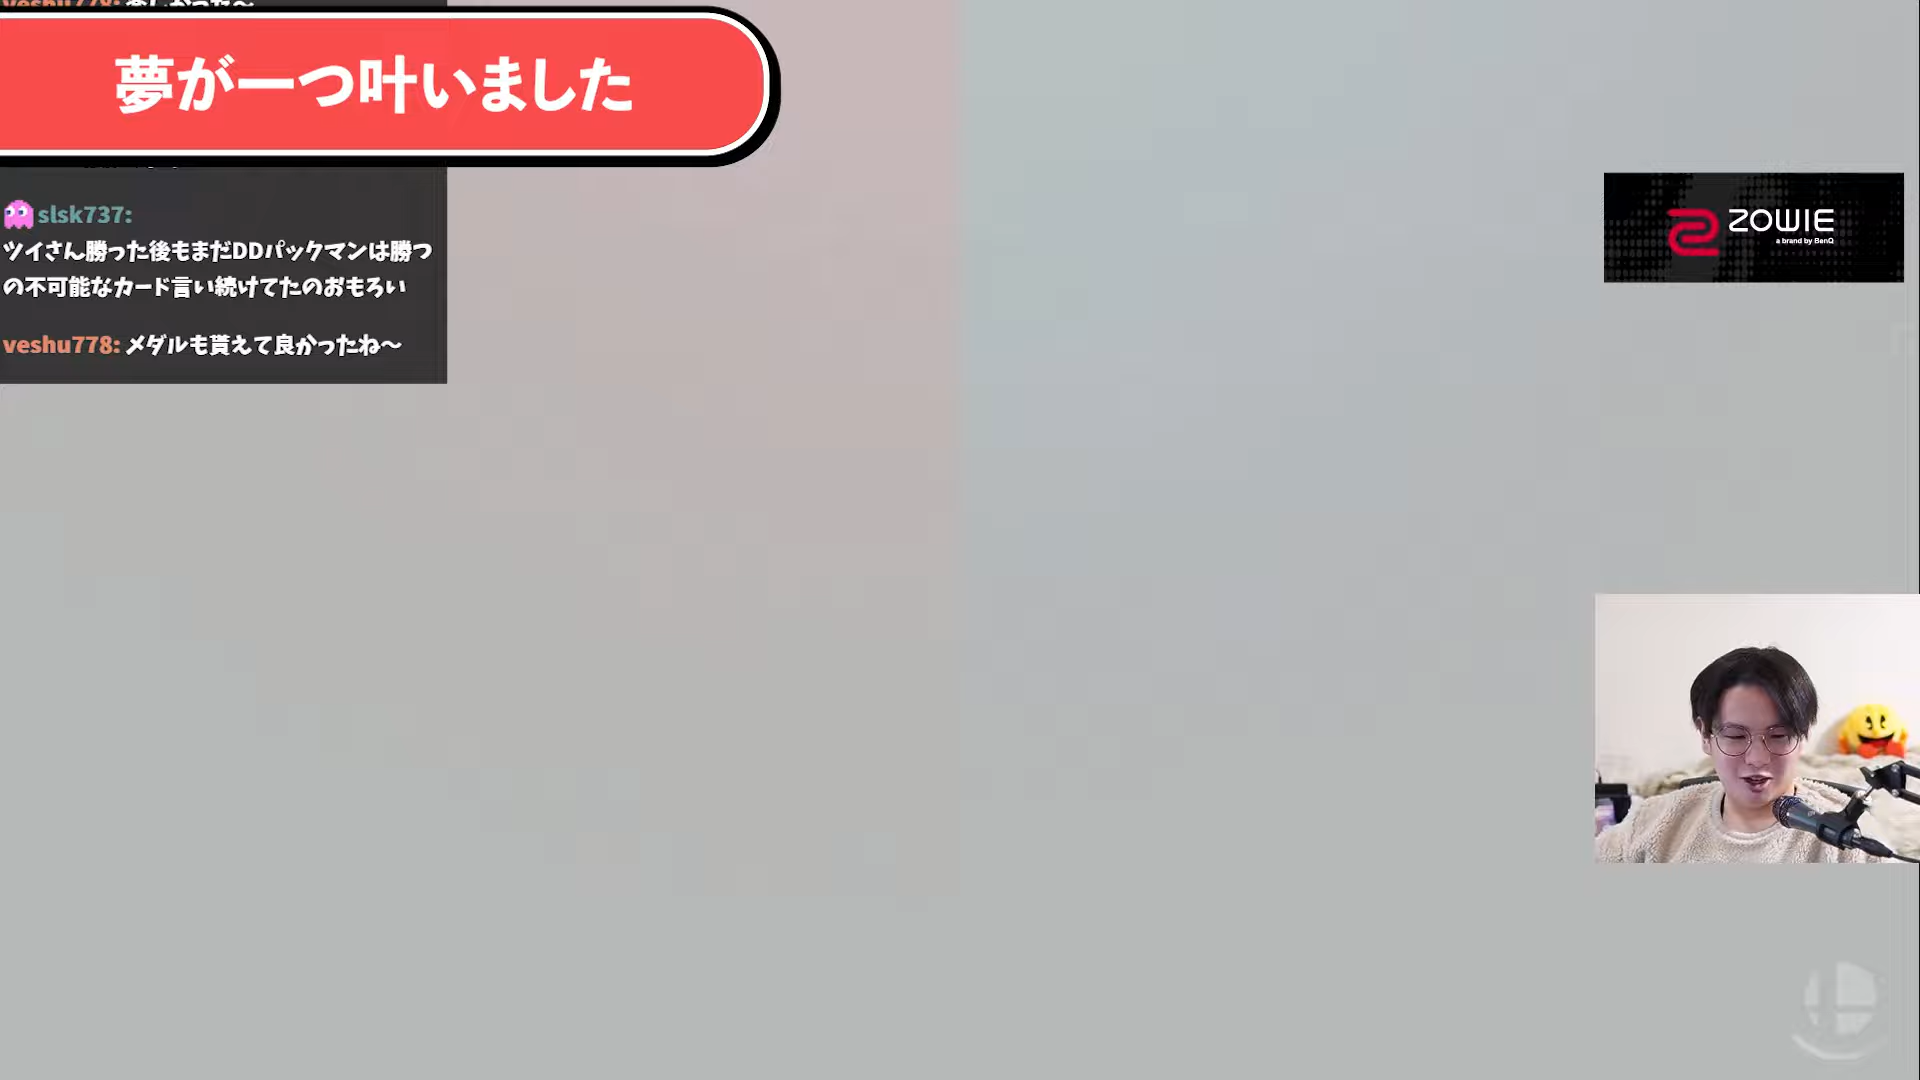 夢が一つ叶いました
slsk737:
ツイさん勝った後もまだDDパックマンは勝つ
の不可能なカード言い続けてたのおもろい
veshu778: メダルも貰えて良かったね〜
ZOWIE
a brand by BenQ